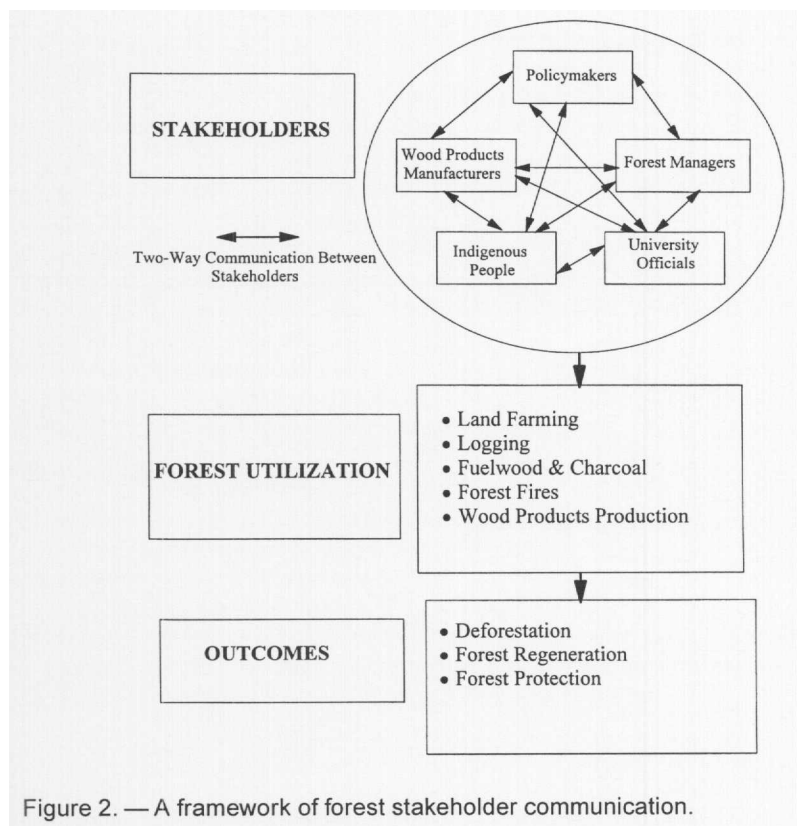 STAKEHOLDERS
Policymakers
Wood Products
Manufacturers
Forest Managers
Two-Way Communication Between
Stakeholders
Indigenous
People
University
Officials
FOREST UTILIZATION
• Land Farming
• Logging
• Fuelwood & Charcoal
• Forest Fires
• Wood Products Production
OUTCOMES
• Deforestation
• Forest Regeneration
• Forest Protection
Figure 2. — A framework of forest stakeholder communication.